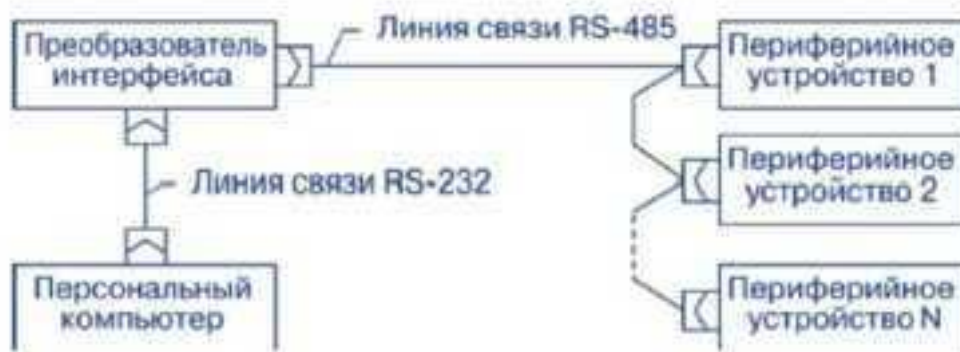 Преобразователь
интерфейса
Линия связи RS-485
Периферийное
устройство 1
Линия связи RS-232
Периферийное
устройство 2
Персональный
компьютер
Периферийное
устройство N